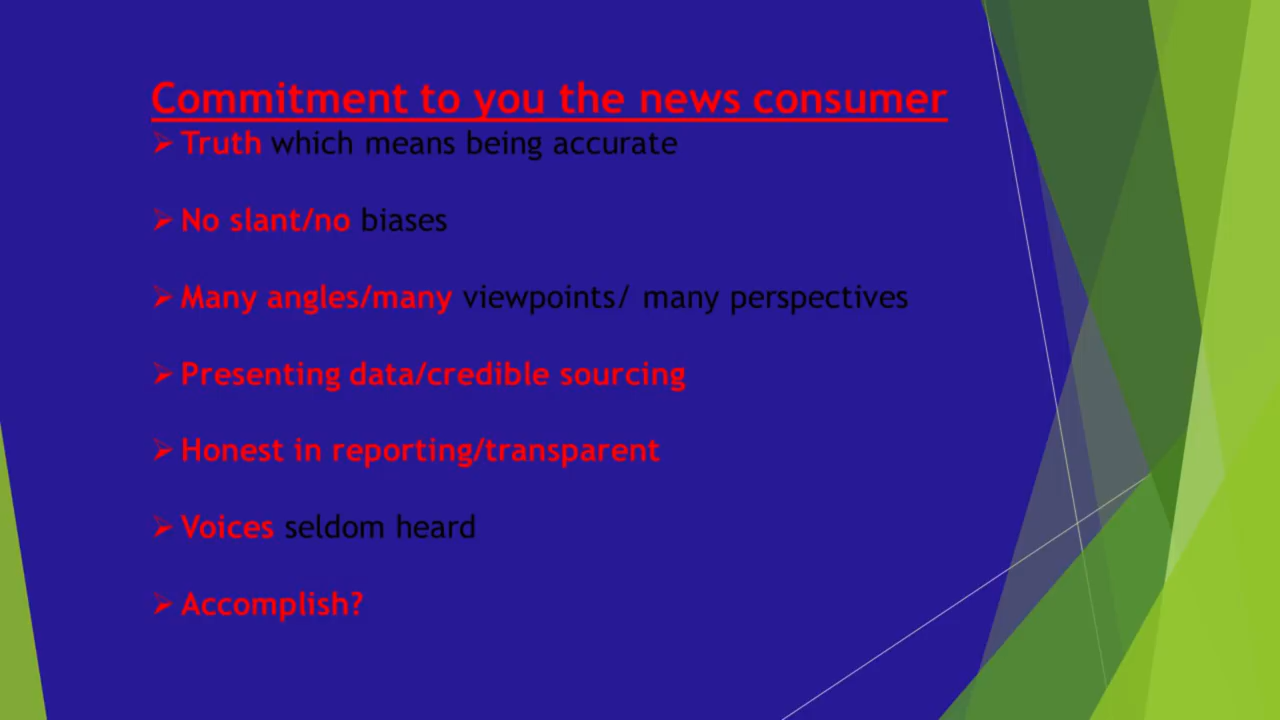 Commitment to you the news consumer
Truth which means being accurate
No slant/no biases
Many angles/many viewpoints/ many perspectives
Presenting data/credible sourcing
Honest in reporting/transparent
Voices seldom heard
Accomplish?